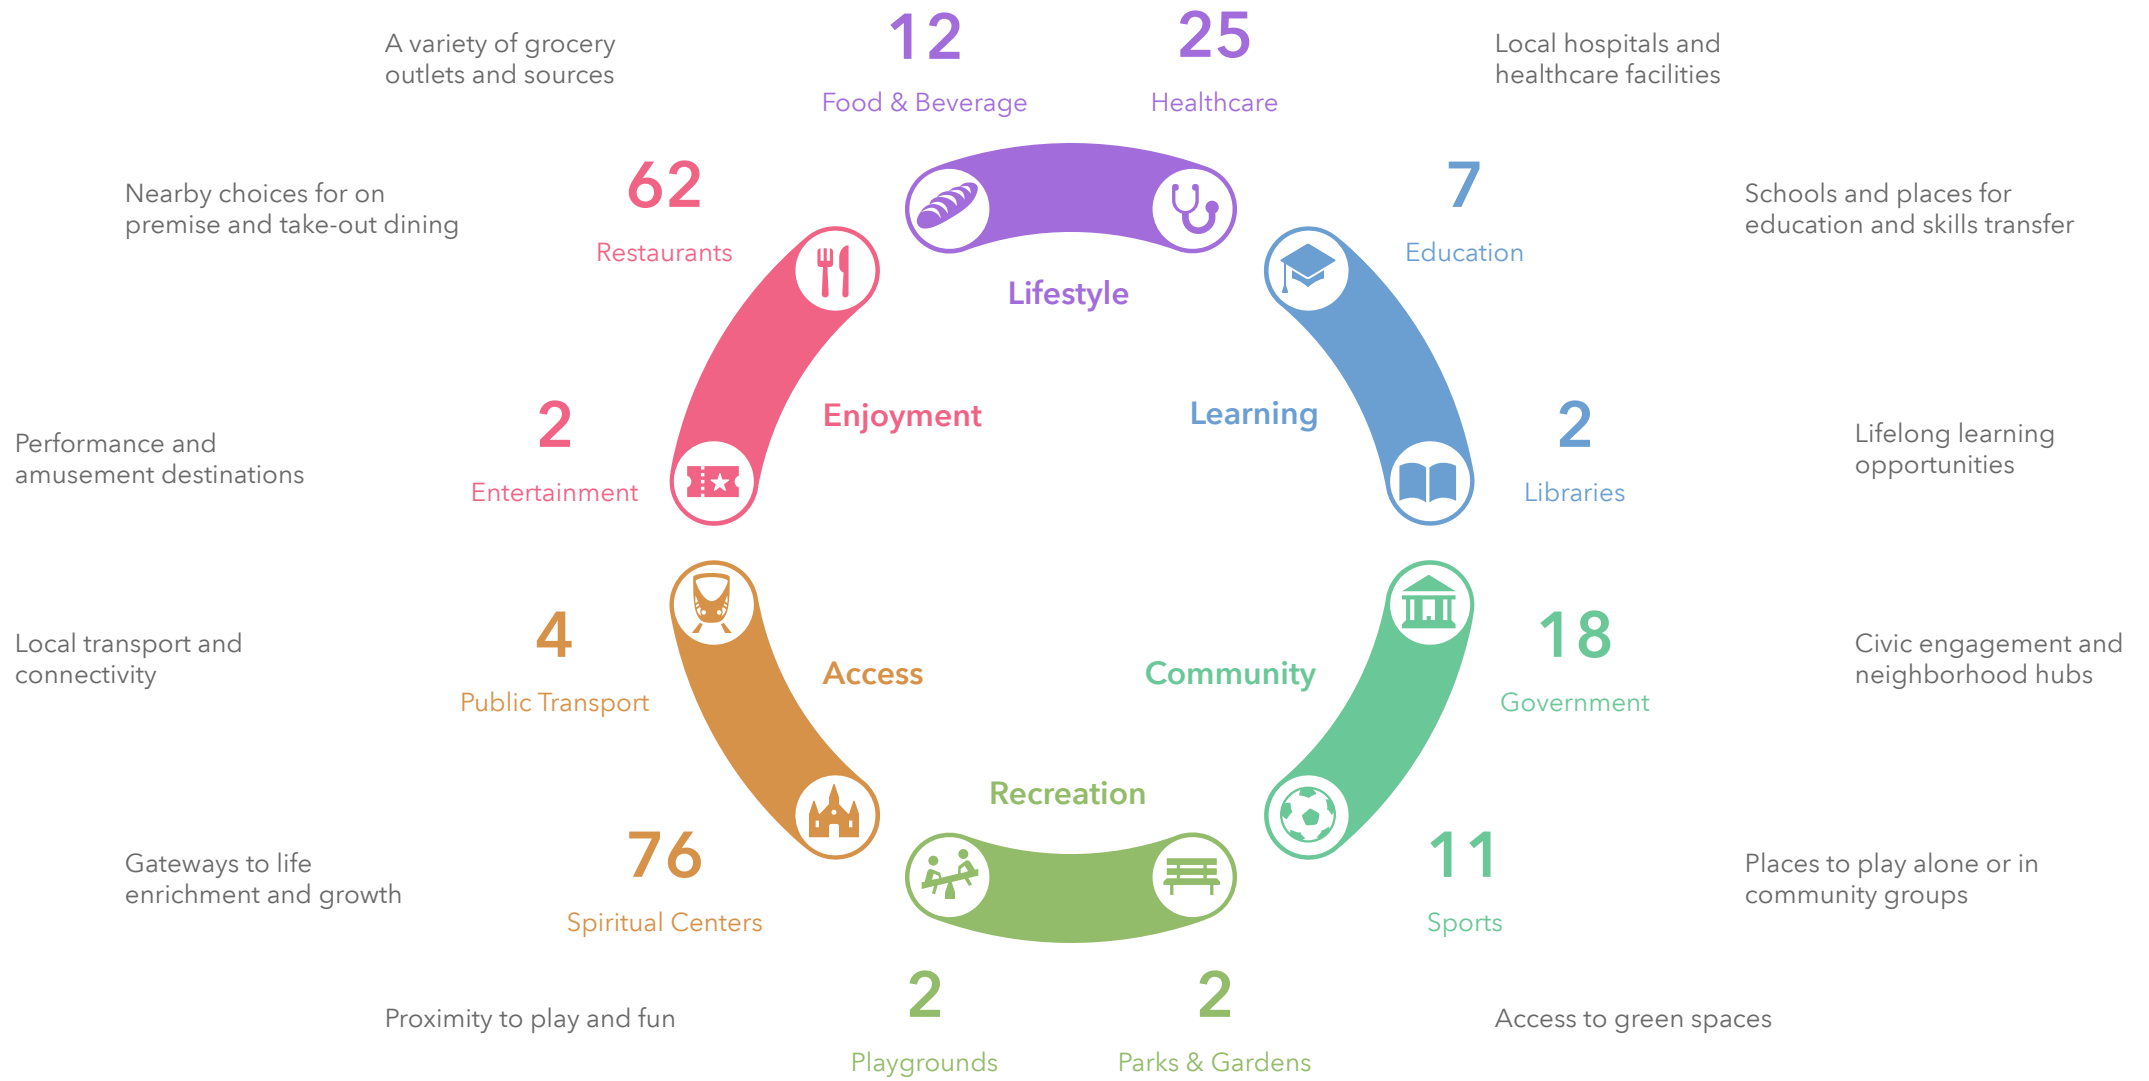 A variety of grocery
outlets and sources
12
Food & Beverage
25
Healthcare
Local hospitals and
healthcare facilities
Nearby choices for on
premise and take-out dining
62
Restaurants
7
Education
Schools and places for
education and skills transfer
Lifestyle
Enjoyment
Learning
Performance and
amusement destinations
2
Entertainment
2
Libraries
Lifelong learning
opportunities
Local transport and
connectivity
4
Public Transport
Access
Community
18
Government
Civic engagement and
neighborhood hubs
Recreation
Gateways to life
enrichment and growth
76
Spiritual Centers
11
Sports
Places to play alone or in
community groups
Proximity to play and fun
2
Playgrounds
2
Parks & Gardens
Access to green spaces